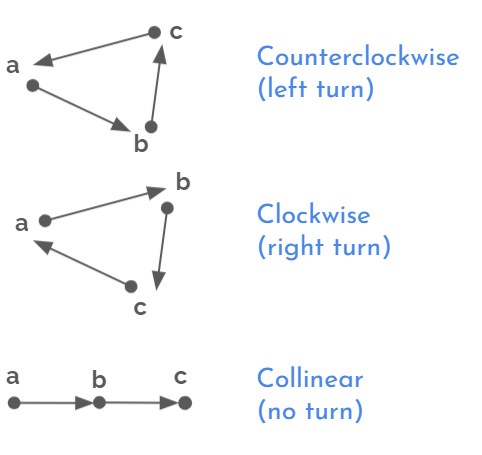 c
a
Counterclockwise
(left turn)
b
b
a
Clockwise
(right turn)
c
a b c
Collinear
(no turn)